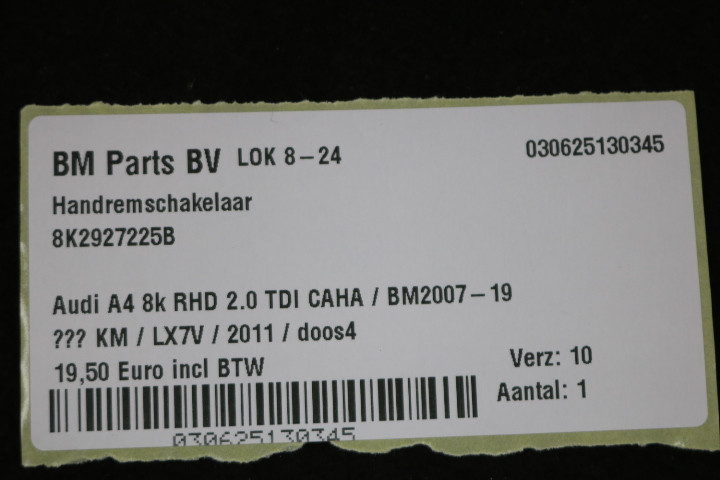 BM Parts BV LOK 8-24 030625130345
Handremschakelaar
8K2927225B
Audi A4 8k RHD 2.0 TDI CAHA / BM2007-19
??? KM / LX7V / 2011 / doos4
19,50 Euro incl BTW
Verz: 10
Aantal: 1
030625130345